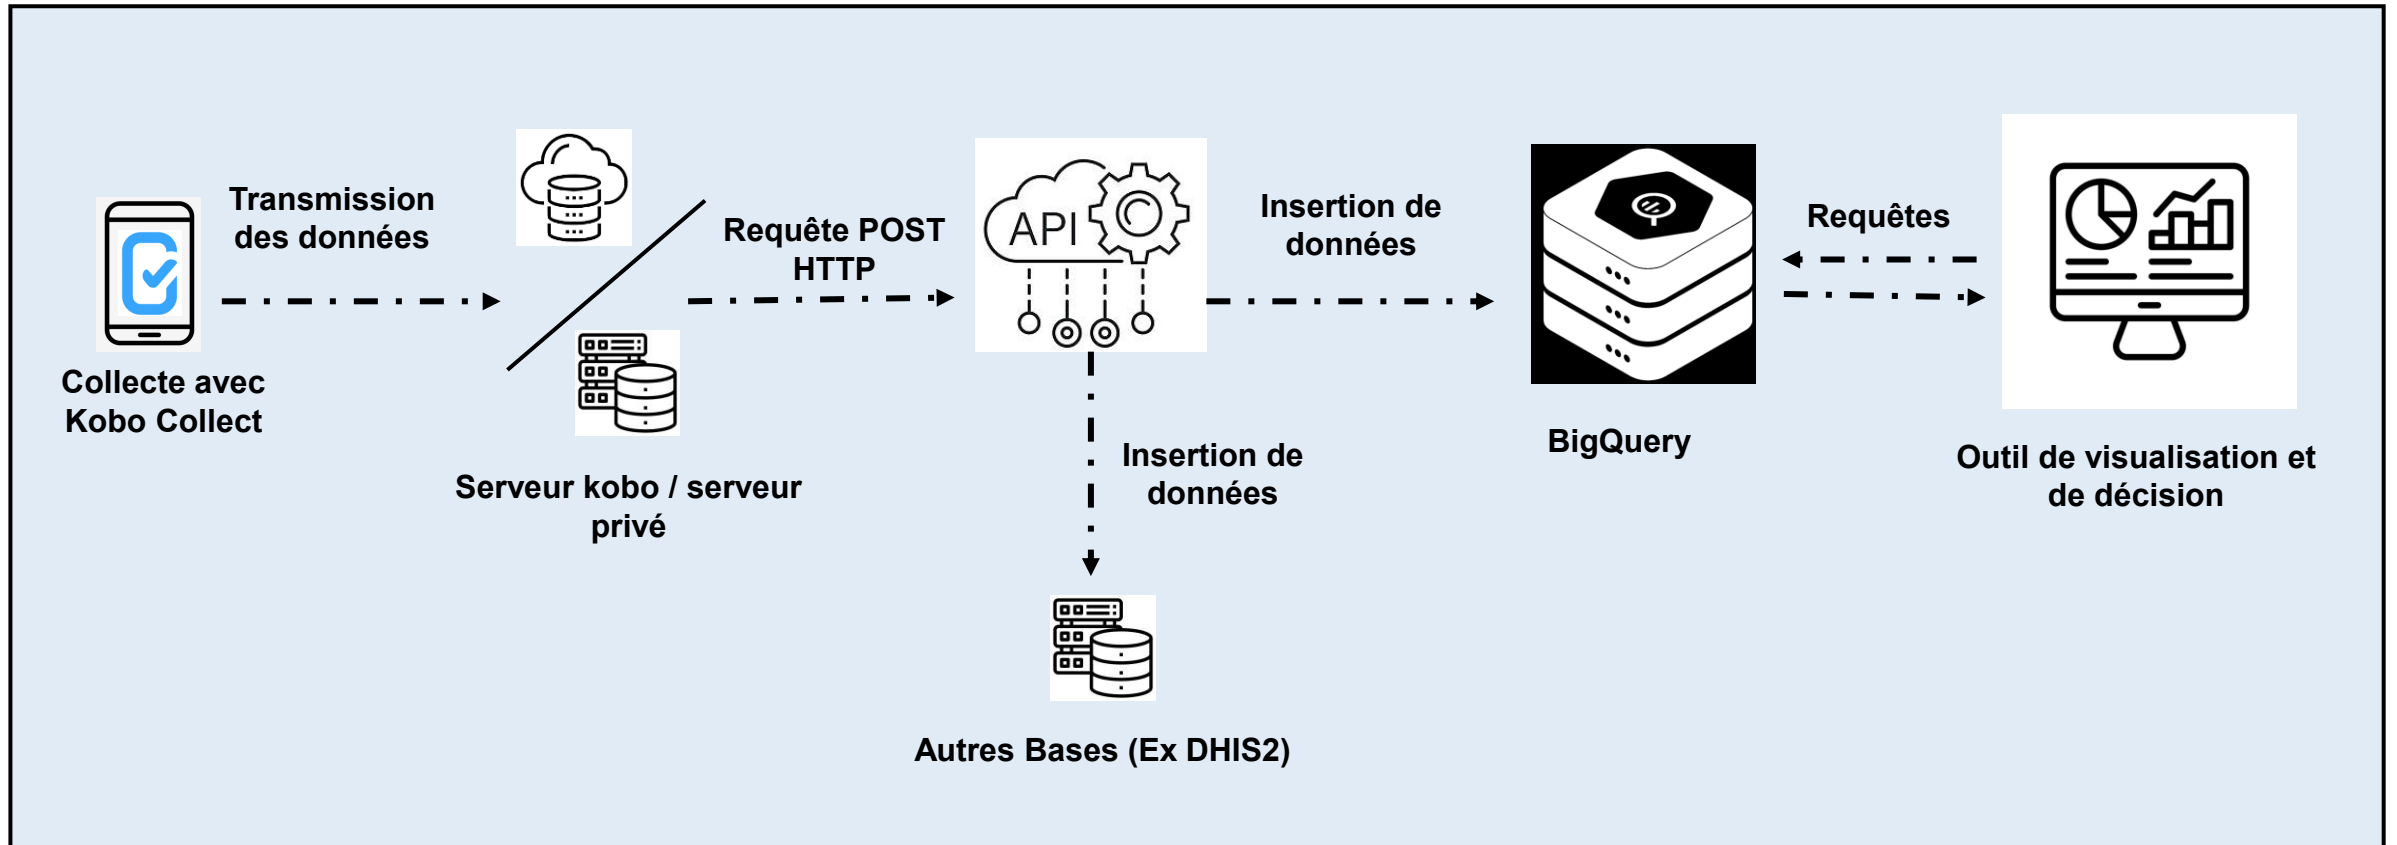 Transmission
des données
Collecte avec
Kobo Collect
Serveur kobo / serveur
privé
Requête POST
HTTP
API
Insertion de
données
Insertion de
données
Autres Bases (Ex DHIS2)
BigQuery
Requêtes
Outil de visualisation et
de décision